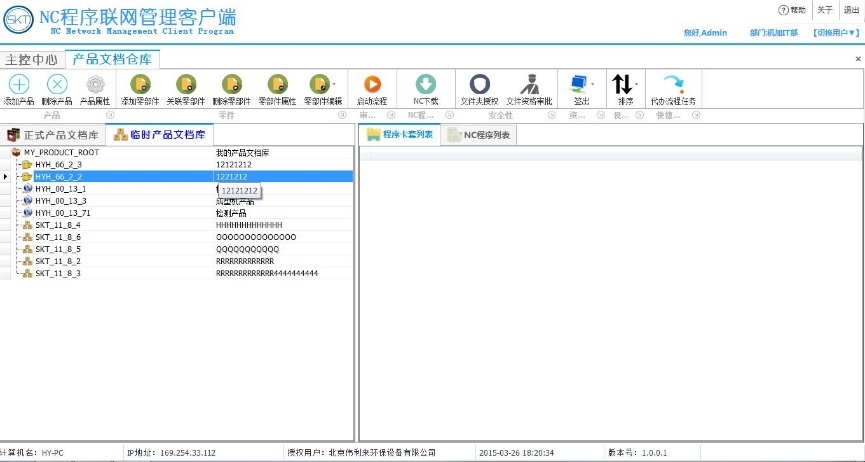 SKT
NC程序联网管理客户端
NC Network Management Client Program
帮助 关于 退出
您好,Admin 部门:机加IT部 【切换用户▼】
主控中心 产品文档仓库
添加产品 删除产品 产品属性 添加零部件 关联零部件 删除零部件 零部件属性 零部件编辑 启动流程 NC下载 文件夹授权 文件资格审批 签出 排序 代办流程任务
产品 零件 审... NC程... 安全性 资... 快捷...
正式产品文档库 临时产品文档库 程序卡套列表 NC程序列表
MY_PRODUCT_ROOT 我的产品文档库
HYH_66_2_3 12121212
HYH_66_2_2 1221212
HYH_00_13_1 12121212
HYH_00_13_3
HYH_00_13_71 检测产品
SKT_11_8_4 HHHHHHHHHHHHH
SKT_11_8_6 OOOOOOOOOOOOOO
SKT_11_8_5 QQQQQQQQQQQ
SKT_11_8_2 RRRRRRRRRRRRR
SKT_11_8_3 RRRRRRRRRRRRR4444444444
计算机名：HY-PC IP地址：169.254.33.112 授权用户：北京伟利来环保设备有限公司 2015-03-26 18:20:34 版本号：1.0.0.1